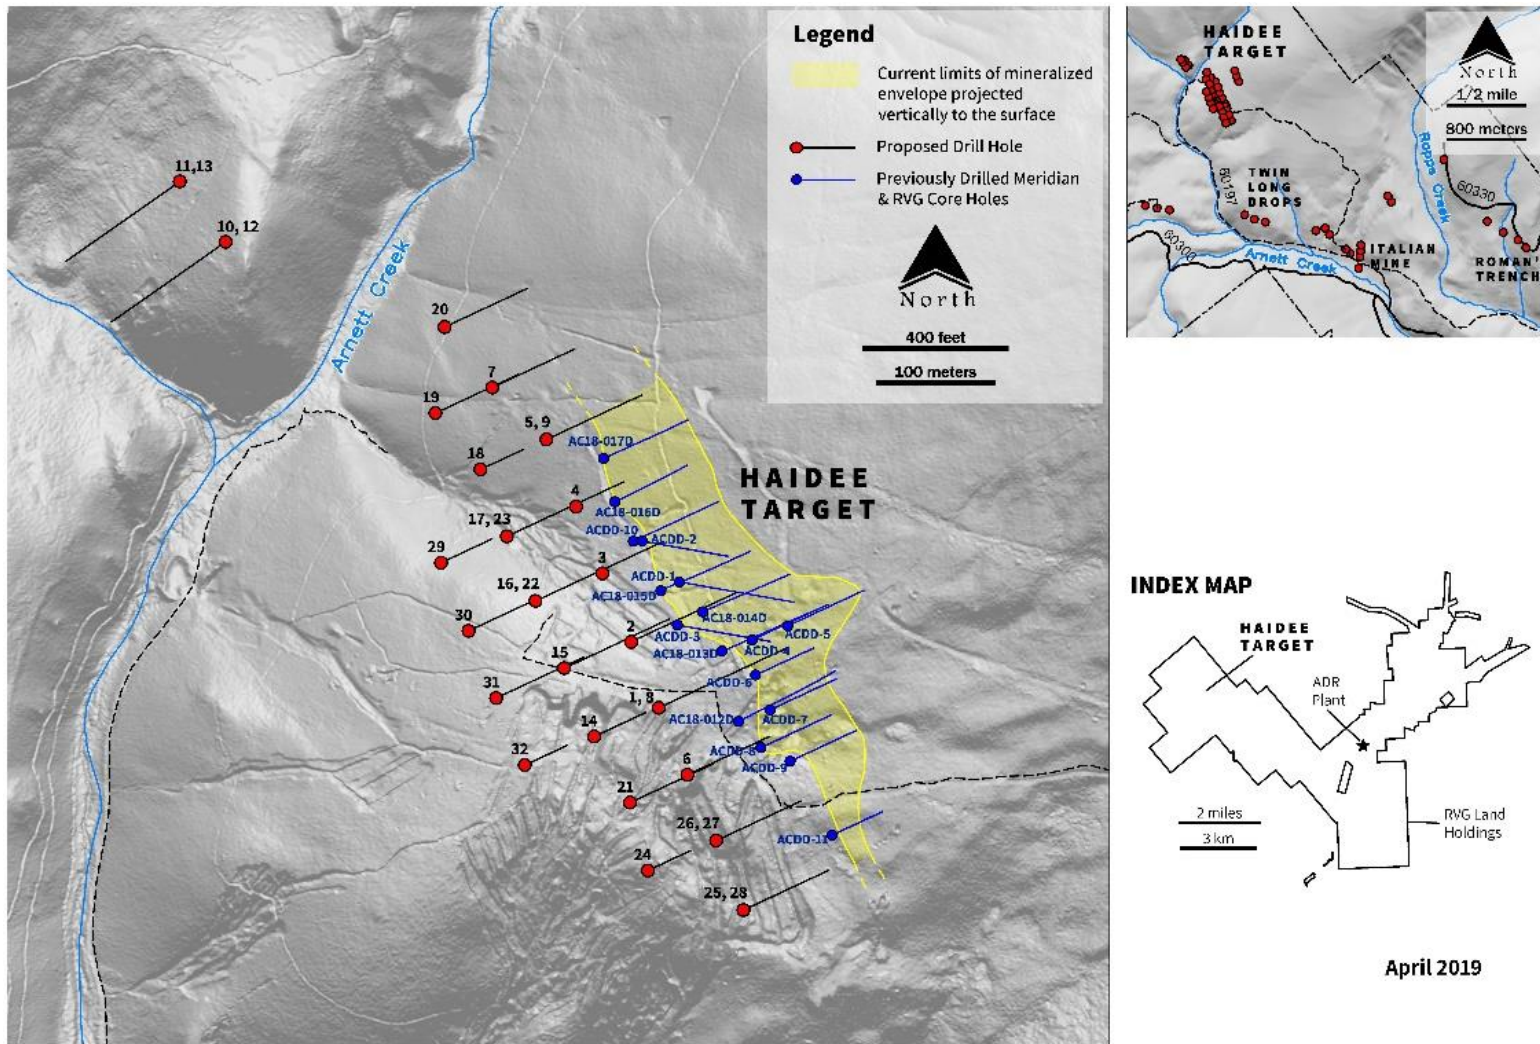 Legend
Current limits of mineralized
envelope projected
vertically to the surface
Proposed Drill Hole
Previously Drilled Meridian
& RVG Core Holes
North
400 feet
100 meters
11,13
10, 12
Arnett Creek
20
7
19
5, 9
18
AC18-017D
HAIDEE
TARGET
4
AC18-016D
17, 23
ACDD-10
ACDD-2
29
3
ACDD-1
AC18-015D
16, 22
AC18-014D
30
2
ACDD-3
ACDD-5
AC18-013D
ACDD-4
15
ACDD-6
31
1, 8
AC18-012D
ACDD-7
14
32
ACDD-8
6
ACDD-9
21
26, 27
ACDD-11
24
25, 28
HAIDEE
TARGET
North
1/2 mile
800 meters
Ropps Creek
60330
TWIN
LONG
DROPS
60197
60300
Arnett Creek
ITALIAN
MINE
ROMAN'
TRENCH
INDEX MAP
HAIDEE
TARGET
ADR
Plant
2 miles
3 km
RVG Land
Holdings
April 2019